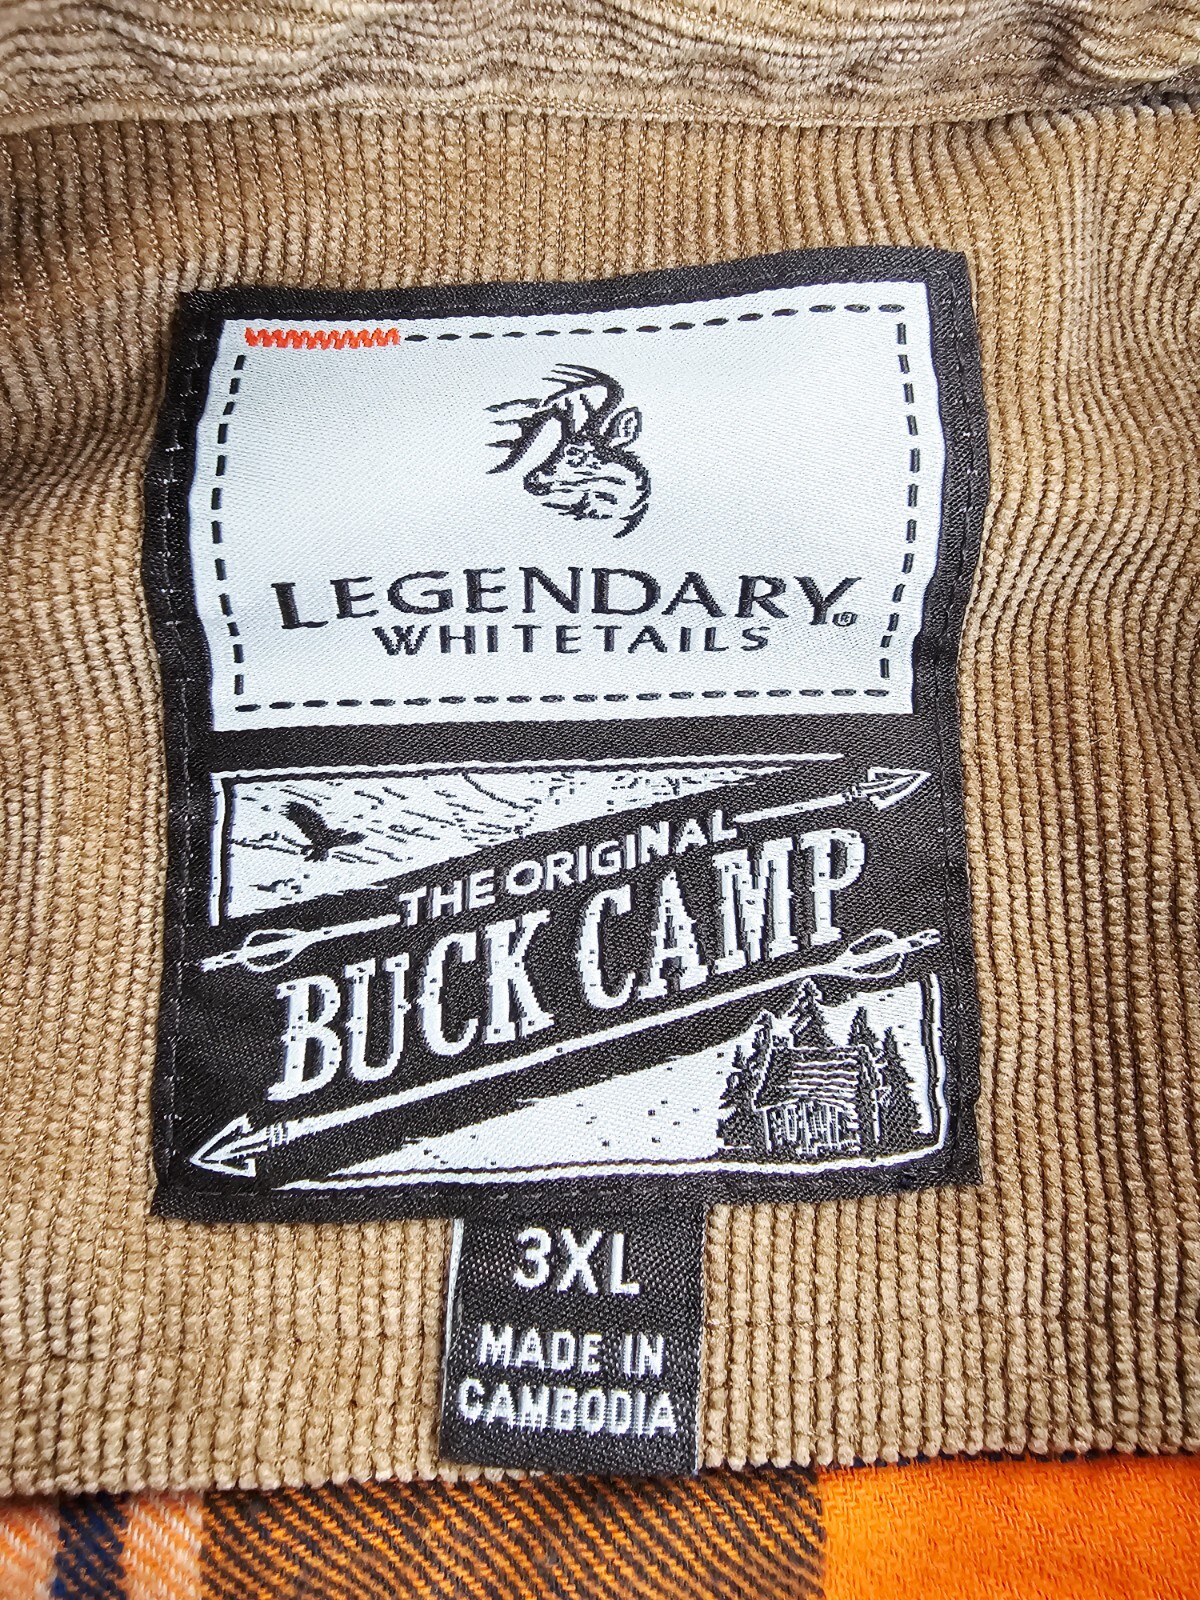 LEGENDARY®
WHITETAILS
THE ORIGINAL
BUCK CAMP
3XL
MADE IN
CAMBODIA